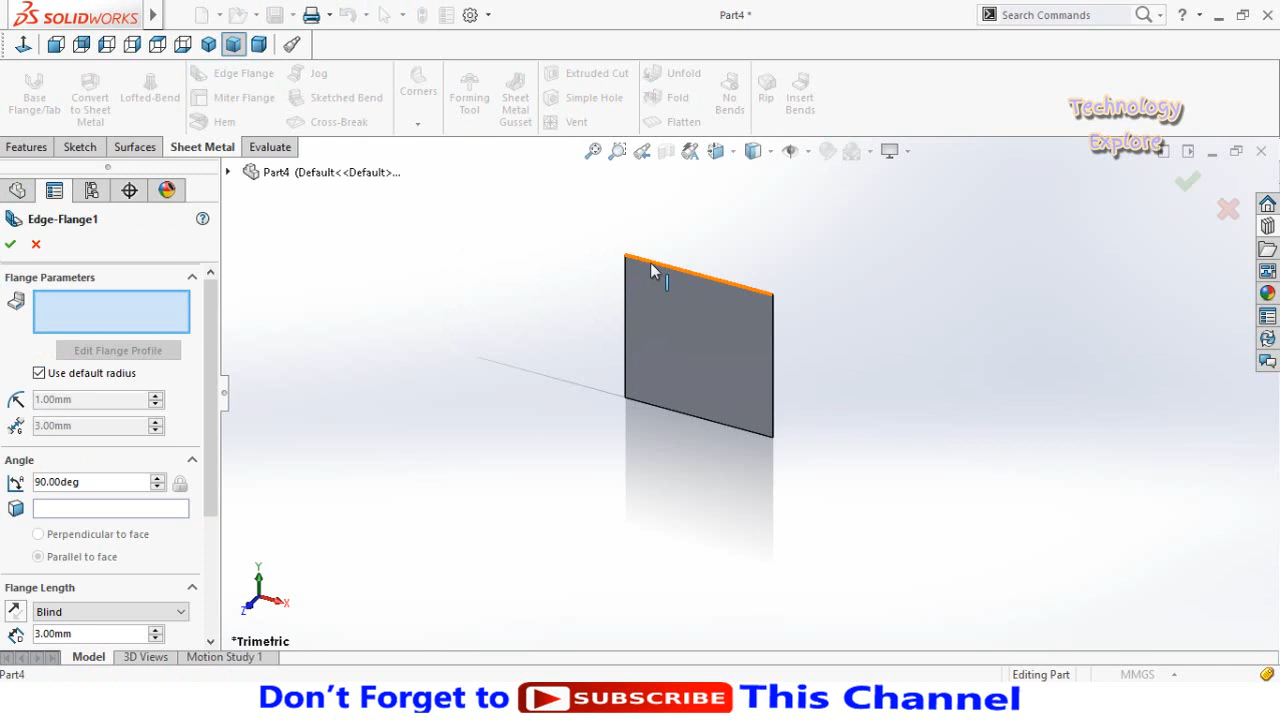 SOLIDWORKS
Part4 *
Search Commands
?
Base Flange/Tab
Convert to Sheet Metal
Lofted-Bend
Edge Flange
Miter Flange
Hem
Jog
Sketched Bend
Cross-Break
Corners
Forming Tool
Sheet Metal Gusset
Extruded Cut
Simple Hole
Vent
Unfold
Fold
Flatten
No Bends
Rip
Insert Bends
Technology
Explore
Features
Sketch
Surfaces
Sheet Metal
Evaluate
Part4 (Default<<Default>...
Edge-Flange1
?
Flange Parameters
Edit Flange Profile
Use default radius
1.00mm
3.00mm
Angle
90.00deg
Perpendicular to face
Parallel to face
Flange Length
Blind
3.00mm
Y
X
Z
*Trimetric
Model
3D Views
Motion Study 1
Part4
Editing Part
MMGS
Don't Forget to SUBSCRIBE This Channel